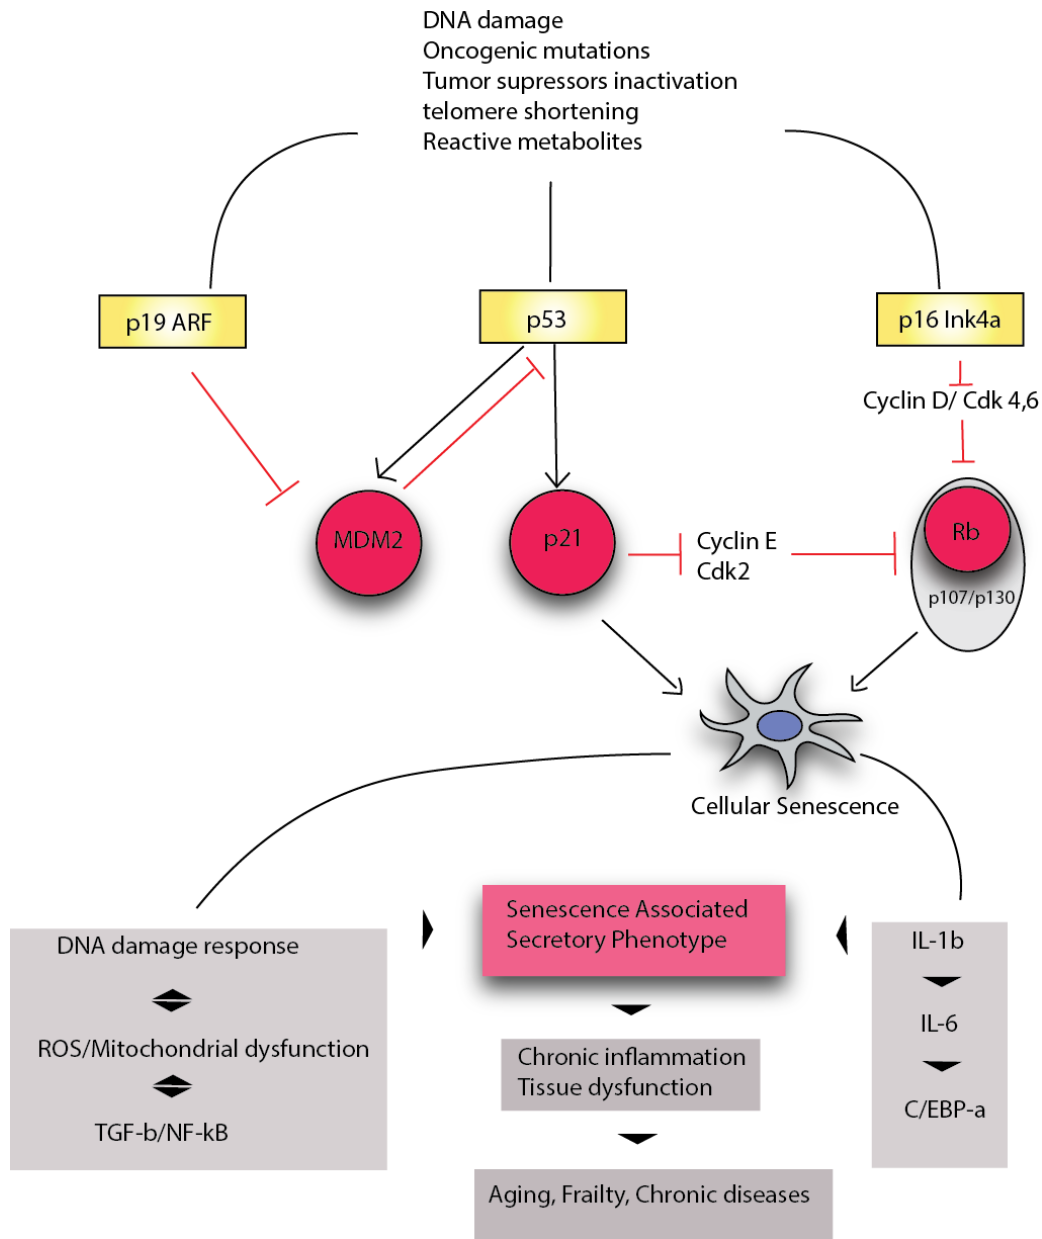 DNA damage
Oncogenic mutations
Tumor supressors inactivation
telomere shortening
Reactive metabolites
p19 ARF
p53
p16 Ink4a
Cyclin D/ Cdk 4,6
MDM2
p21
Cyclin E
Cdk2
Rb
p107/p130
Cellular Senescence
Senescence Associated
Secretory Phenotype
DNA damage response
ROS/Mitochondrial dysfunction
TGF-b/NF-kB
IL-1b
IL-6
C/EBP-a
Chronic inflammation
Tissue dysfunction
Aging, Frailty, Chronic diseases